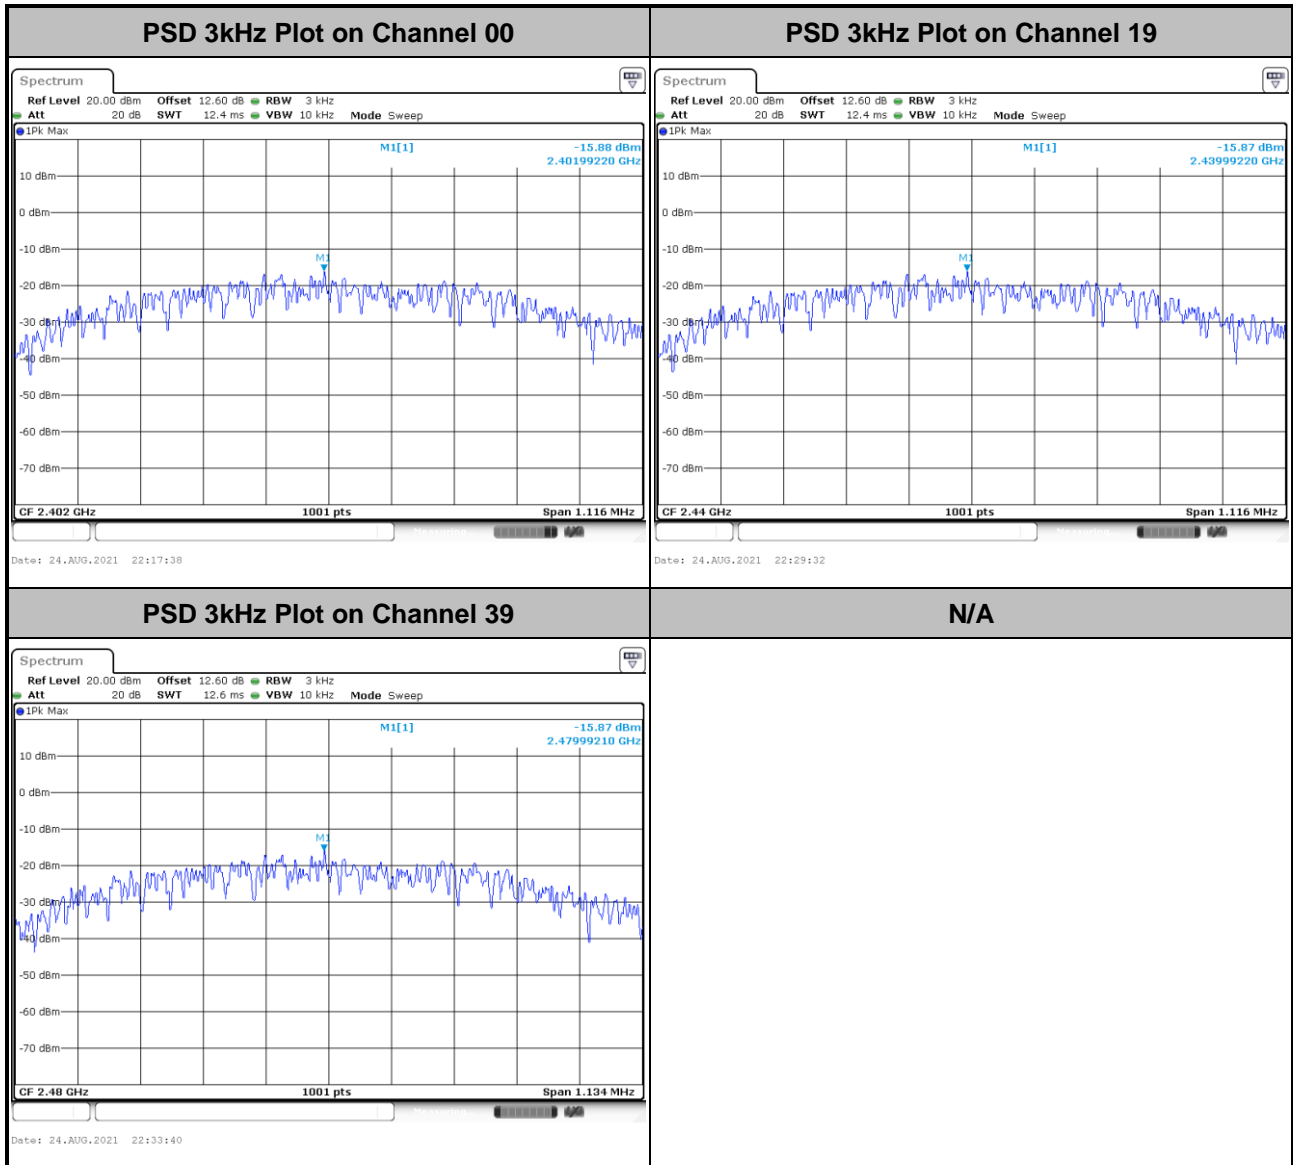 PSD 3kHz Plot on Channel 00
Spectrum
Ref Level 20.00 dBm Offset 12.60 dB RBW 3 kHz
Att 20 dB SWT 12.4 ms VBW 10 kHz Mode Sweep
1Pk Max
M1[1] -15.88 dBm
2.40199220 GHz
10 dBm
0 dBm
-10 dBm
M1
-20 dBm
-30 dBm
-40 dBm
-50 dBm
-60 dBm
-70 dBm
CF 2.402 GHz 1001 pts Span 1.116 MHz
Measuring...
Date: 24.AUG.2021 22:17:38
PSD 3kHz Plot on Channel 19
Spectrum
Ref Level 20.00 dBm Offset 12.60 dB RBW 3 kHz
Att 20 dB SWT 12.4 ms VBW 10 kHz Mode Sweep
1Pk Max
M1[1] -15.87 dBm
2.43999220 GHz
10 dBm
0 dBm
-10 dBm
M1
-20 dBm
-30 dBm
-40 dBm
-50 dBm
-60 dBm
-70 dBm
CF 2.44 GHz 1001 pts Span 1.116 MHz
Measuring...
Date: 24.AUG.2021 22:29:32
PSD 3kHz Plot on Channel 39
Spectrum
Ref Level 20.00 dBm Offset 12.60 dB RBW 3 kHz
Att 20 dB SWT 12.6 ms VBW 10 kHz Mode Sweep
1Pk Max
M1[1] -15.87 dBm
2.47999210 GHz
10 dBm
0 dBm
-10 dBm
M1
-20 dBm
-30 dBm
-40 dBm
-50 dBm
-60 dBm
-70 dBm
CF 2.48 GHz 1001 pts Span 1.134 MHz
Measuring...
Date: 24.AUG.2021 22:33:40
N/A